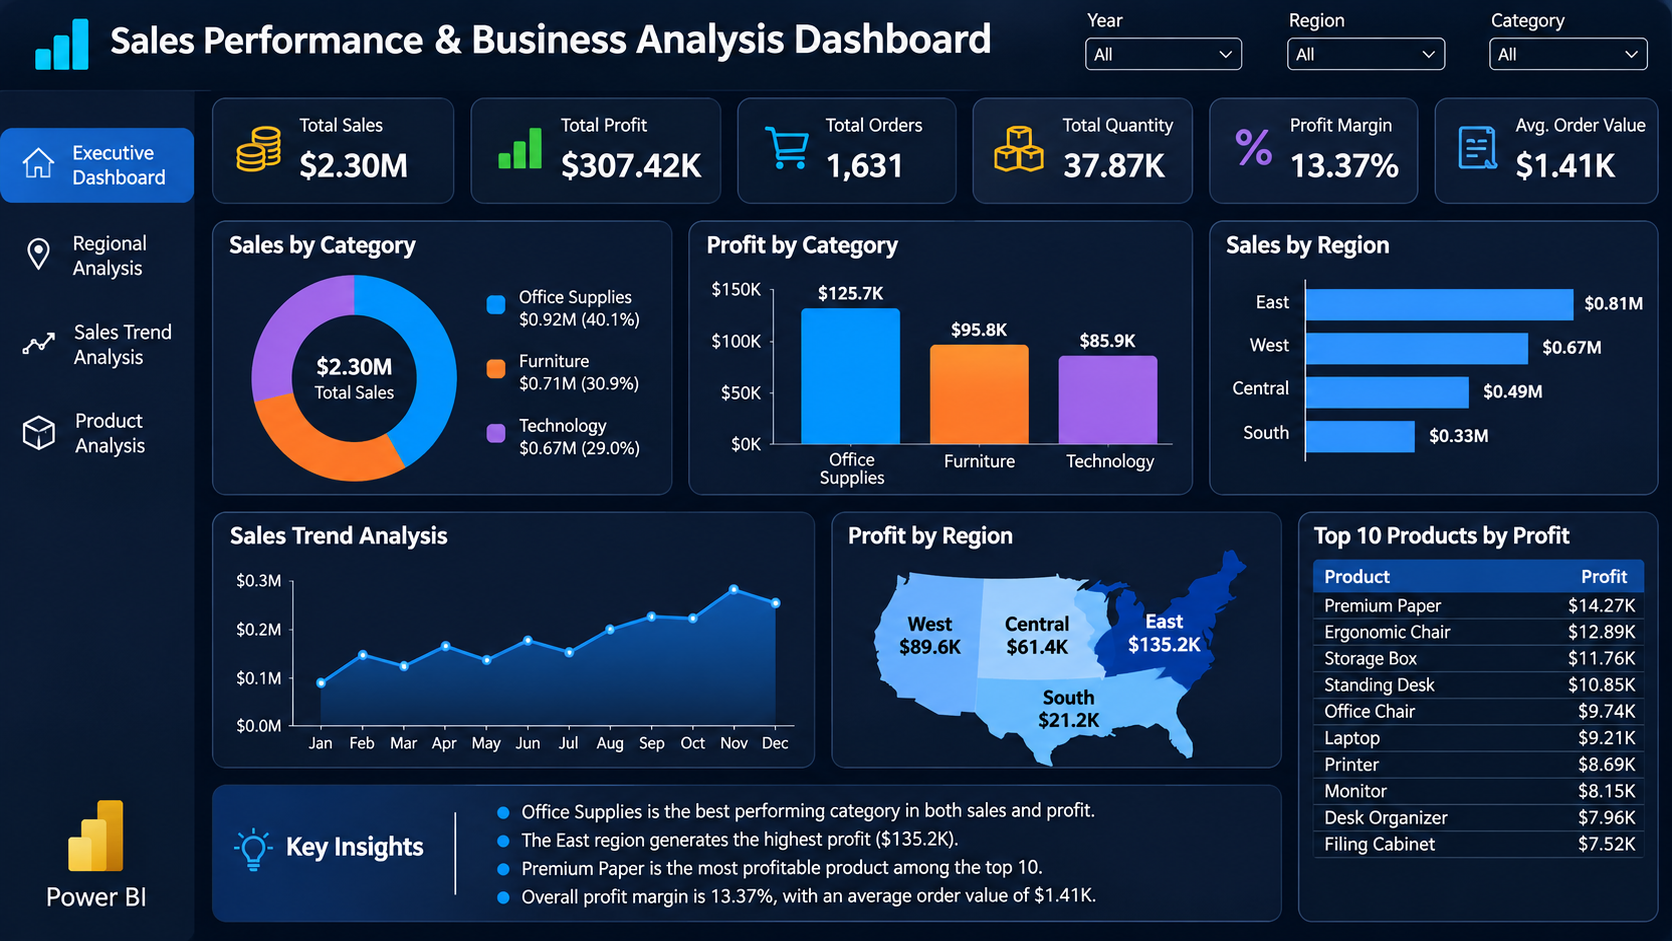 Sales Performance & Business Analysis Dashboard
Year
All
Region
All
Category
All
Executive
Dashboard
Regional
Analysis
Sales Trend
Analysis
Product
Analysis
Power BI
Total Sales
$2.30M
Total Profit
$307.42K
Total Orders
1,631
Total Quantity
37.87K
%
Profit Margin
13.37%
Avg. Order Value
$1.41K
Sales by Category
$2.30M
Total Sales
Office Supplies
$0.92M (40.1%)
Furniture
$0.71M (30.9%)
Technology
$0.67M (29.0%)
Profit by Category
$150K
$100K
$50K
$0K
$125.7K
$95.8K
$85.9K
Office
Supplies
Furniture
Technology
Sales by Region
East $0.81M
West $0.67M
Central $0.49M
South $0.33M
Sales Trend Analysis
$0.3M
$0.2M
$0.1M
$0.0M
Jan Feb Mar Apr May Jun Jul Aug Sep Oct Nov Dec
Profit by Region
West
$89.6K
Central
$61.4K
East
$135.2K
South
$21.2K
Top 10 Products by Profit
Product Profit
Premium Paper $14.27K
Ergonomic Chair $12.89K
Storage Box $11.76K
Standing Desk $10.85K
Office Chair $9.74K
Laptop $9.21K
Printer $8.69K
Monitor $8.15K
Desk Organizer $7.96K
Filing Cabinet $7.52K
Key Insights
Office Supplies is the best performing category in both sales and profit.
The East region generates the highest profit ($135.2K).
Premium Paper is the most profitable product among the top 10.
Overall profit margin is 13.37%, with an average order value of $1.41K.